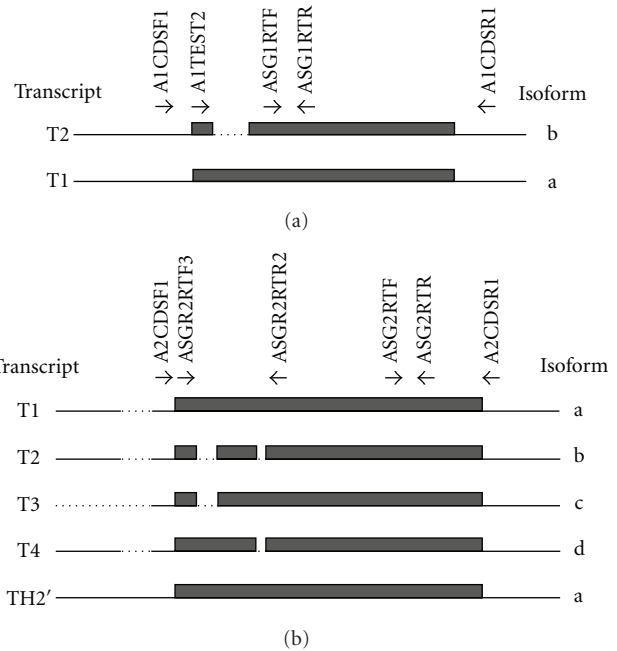 A1CDSF1
A1TEST2
ASG1RTF
ASG1RTR
A1CDSR1
Transcript
Isoform
T2
b
T1
a
(a)
A2CDSF1
ASGR2RTF3
ASGR2RTR2
ASG2RTF
ASG2RTR
A2CDSR1
Transcript
Isoform
T1
a
T2
b
T3
c
T4
d
TH2′
a
(b)